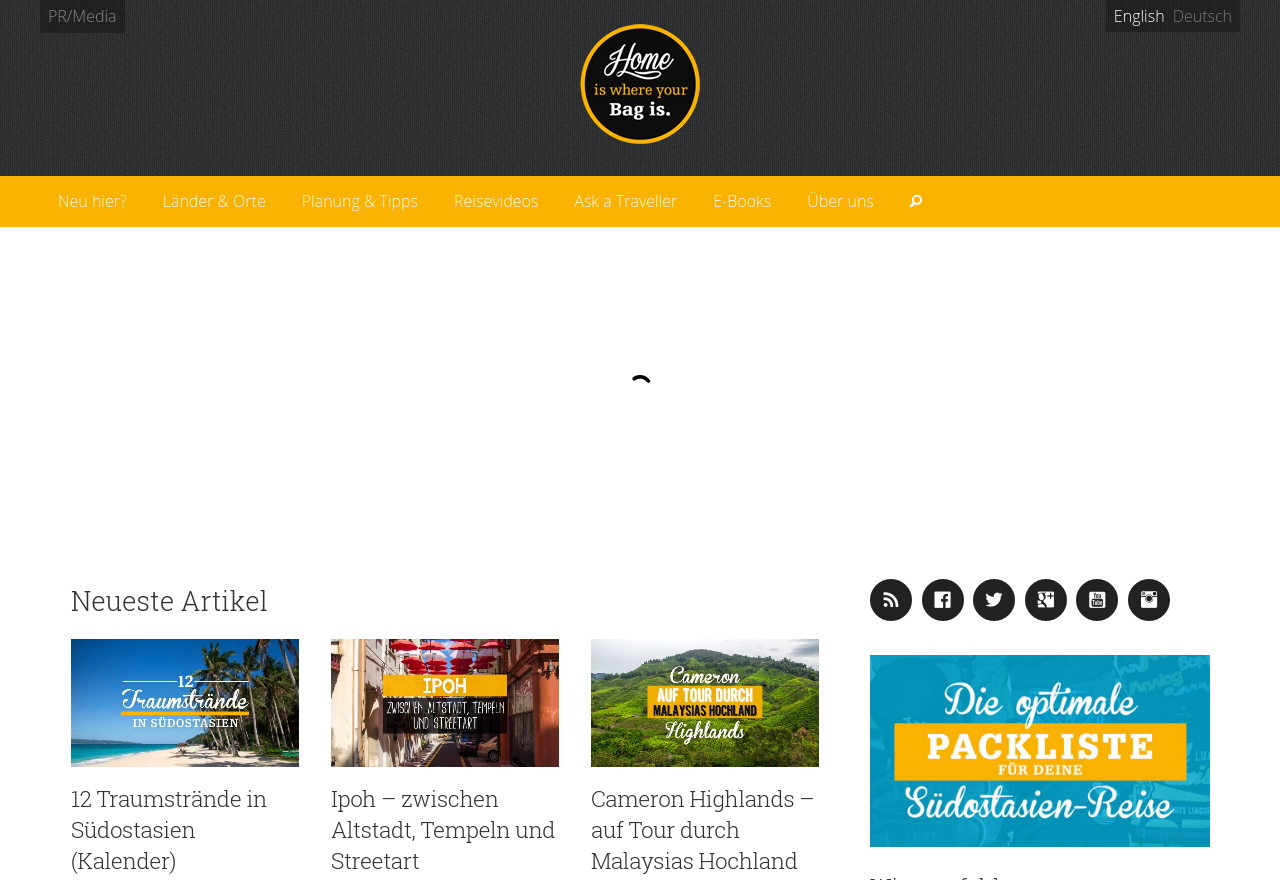 PR/Media
English Deutsch
Home
is where your
Bag is.
Neu hier? Länder & Orte Planung & Tipps Reisevideos Ask a Traveller E-Books Über uns
Neueste Artikel
12
Traumstrände
IN SÜDOSTASIEN
IPOH
ZWISCHEN ALTSTADT, TEMPELN
UND STREETART
Cameron
AUF TOUR DURCH
MALAYSIAS HOCHLAND
Highlands
You
Tube
Die optimale
PACKLISTE
FÜR DEINE
Südostasien-Reise
12 Traumstrände in
Südostasien
(Kalender)
Ipoh – zwischen
Altstadt, Tempeln und
Streetart
Cameron Highlands –
auf Tour durch
Malaysias Hochland